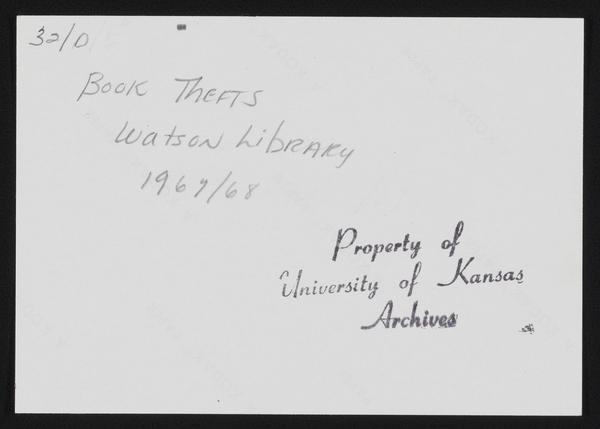 32/0
Book Thefts
Watson Library
1967/68
Property of
University of Kansas
Archives